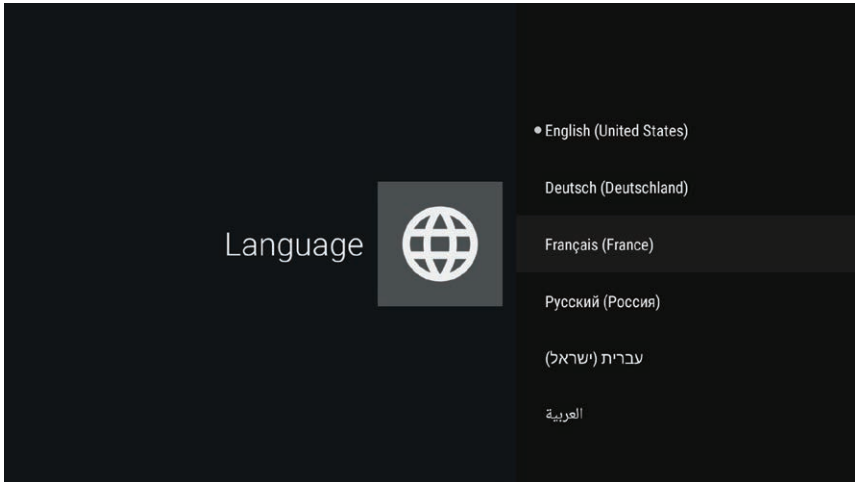 Language
English (United States)
Deutsch (Deutschland)
Français (France)
Русский (Россия)
עברית (ישראל)
العربية